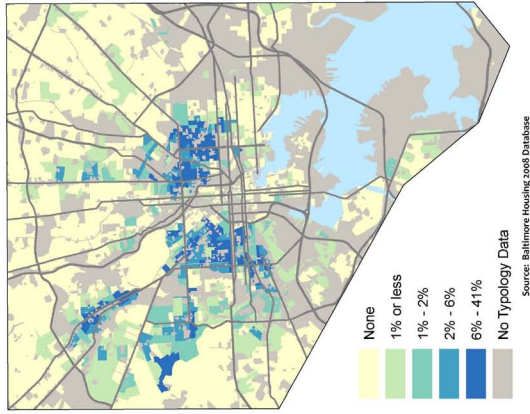 None
1% or less
1% - 2%
2% - 6%
6% - 41%
No Typology Data
Source: Baltimore Housing 2008 Database